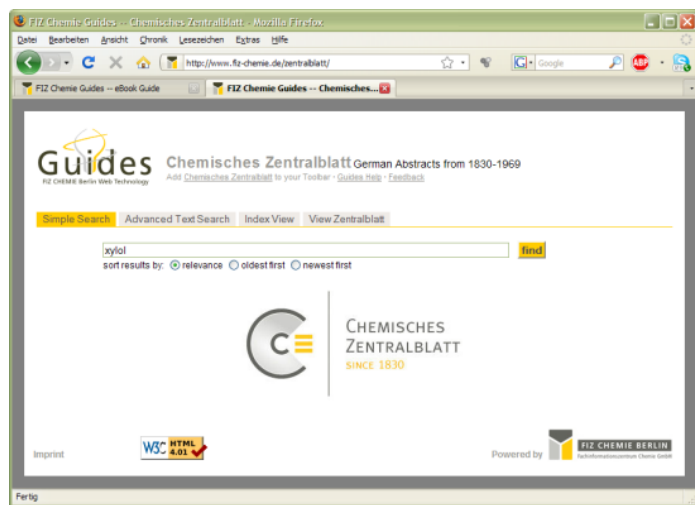 FIZ Chemie Guides -- Chemisches Zentralblatt - Mozilla Firefox
Datei Bearbeiten Ansicht Chronik Lesezeichen Extras Hilfe
http://www.fiz-chemie.de/zentralblatt/
Google
ABP
FIZ Chemie Guides -- eBook Guide
FIZ Chemie Guides -- Chemisches...
Guides
FIZ CHEMIE Berlin Web Technology
Chemisches Zentralblatt German Abstracts from 1830-1969
Add Chemisches Zentralblatt to your Toolbar - Guides Help - Feedback
Simple Search Advanced Text Search Index View View Zentralblatt
xylol
find
sort results by: relevance oldest first newest first
CHEMISCHES
ZENTRALBLATT
SINCE 1830
Imprint
W3C HTML 4.01
Powered by
FIZ CHEMIE BERLIN
Fachinformationszentrum Chemie GmbH
Fertig